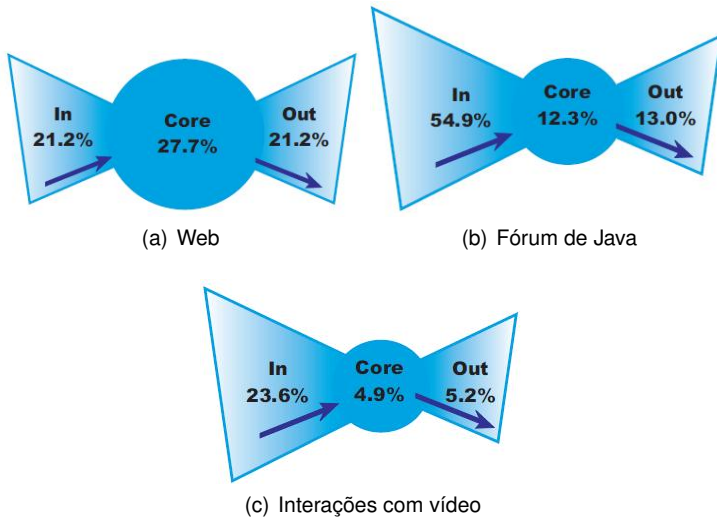 In
21.2%
Core
27.7%
Out
21.2%
(a) Web
In
54.9%
Core
12.3%
Out
13.0%
(b) Fórum de Java
In
23.6%
Core
4.9%
Out
5.2%
(c) Interações com vídeo